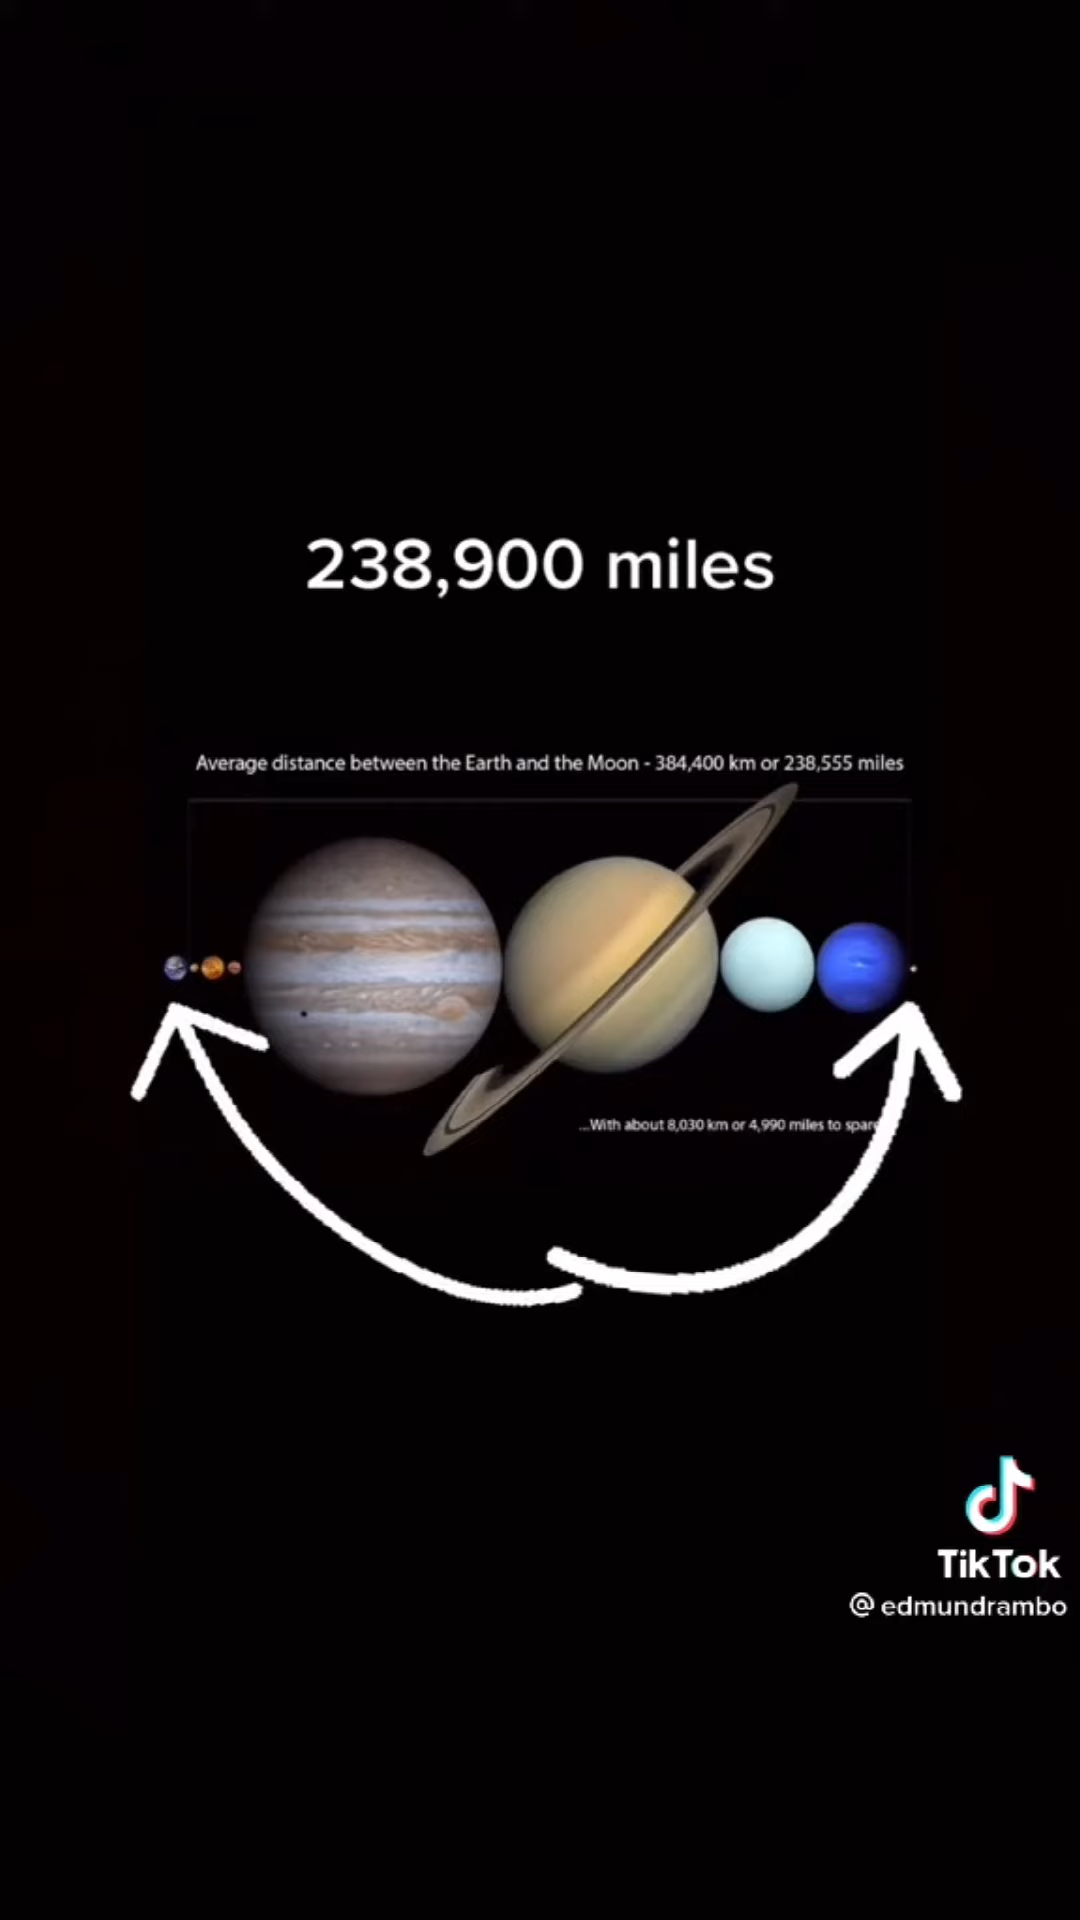 238,900 miles
Average distance between the Earth and the Moon - 384,400 km or 238,555 miles
...With about 8,030 km or 4,990 miles to spare
TikTok
@edmundrambo